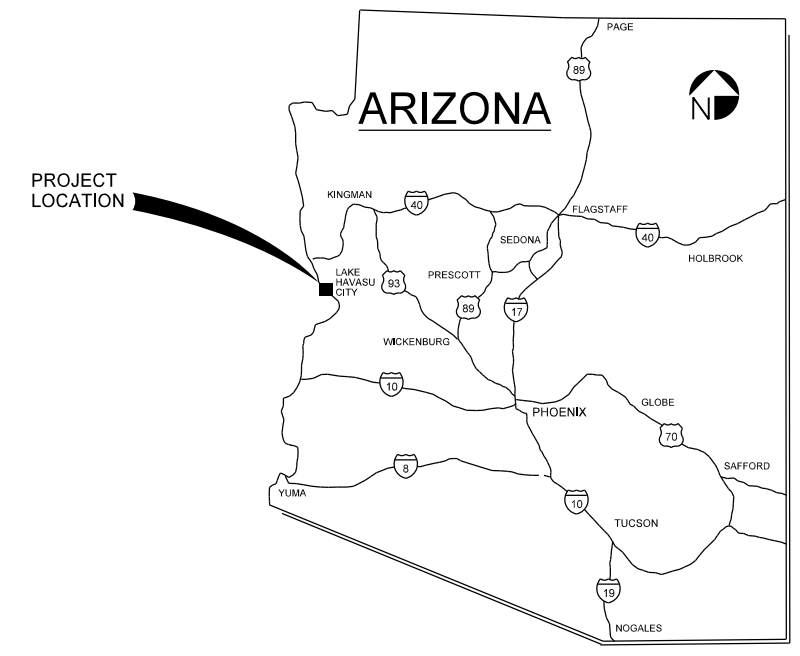 PAGE
89
ARIZONA
N
PROJECT
LOCATION
KINGMAN
40
FLAGSTAFF
SEDONA
40
HOLBROOK
LAKE
HAVASU
CITY
93
PRESCOTT
89
17
WICKENBURG
10
PHOENIX
GLOBE
70
8
SAFFORD
YUMA
10
TUCSON
19
NOGALES